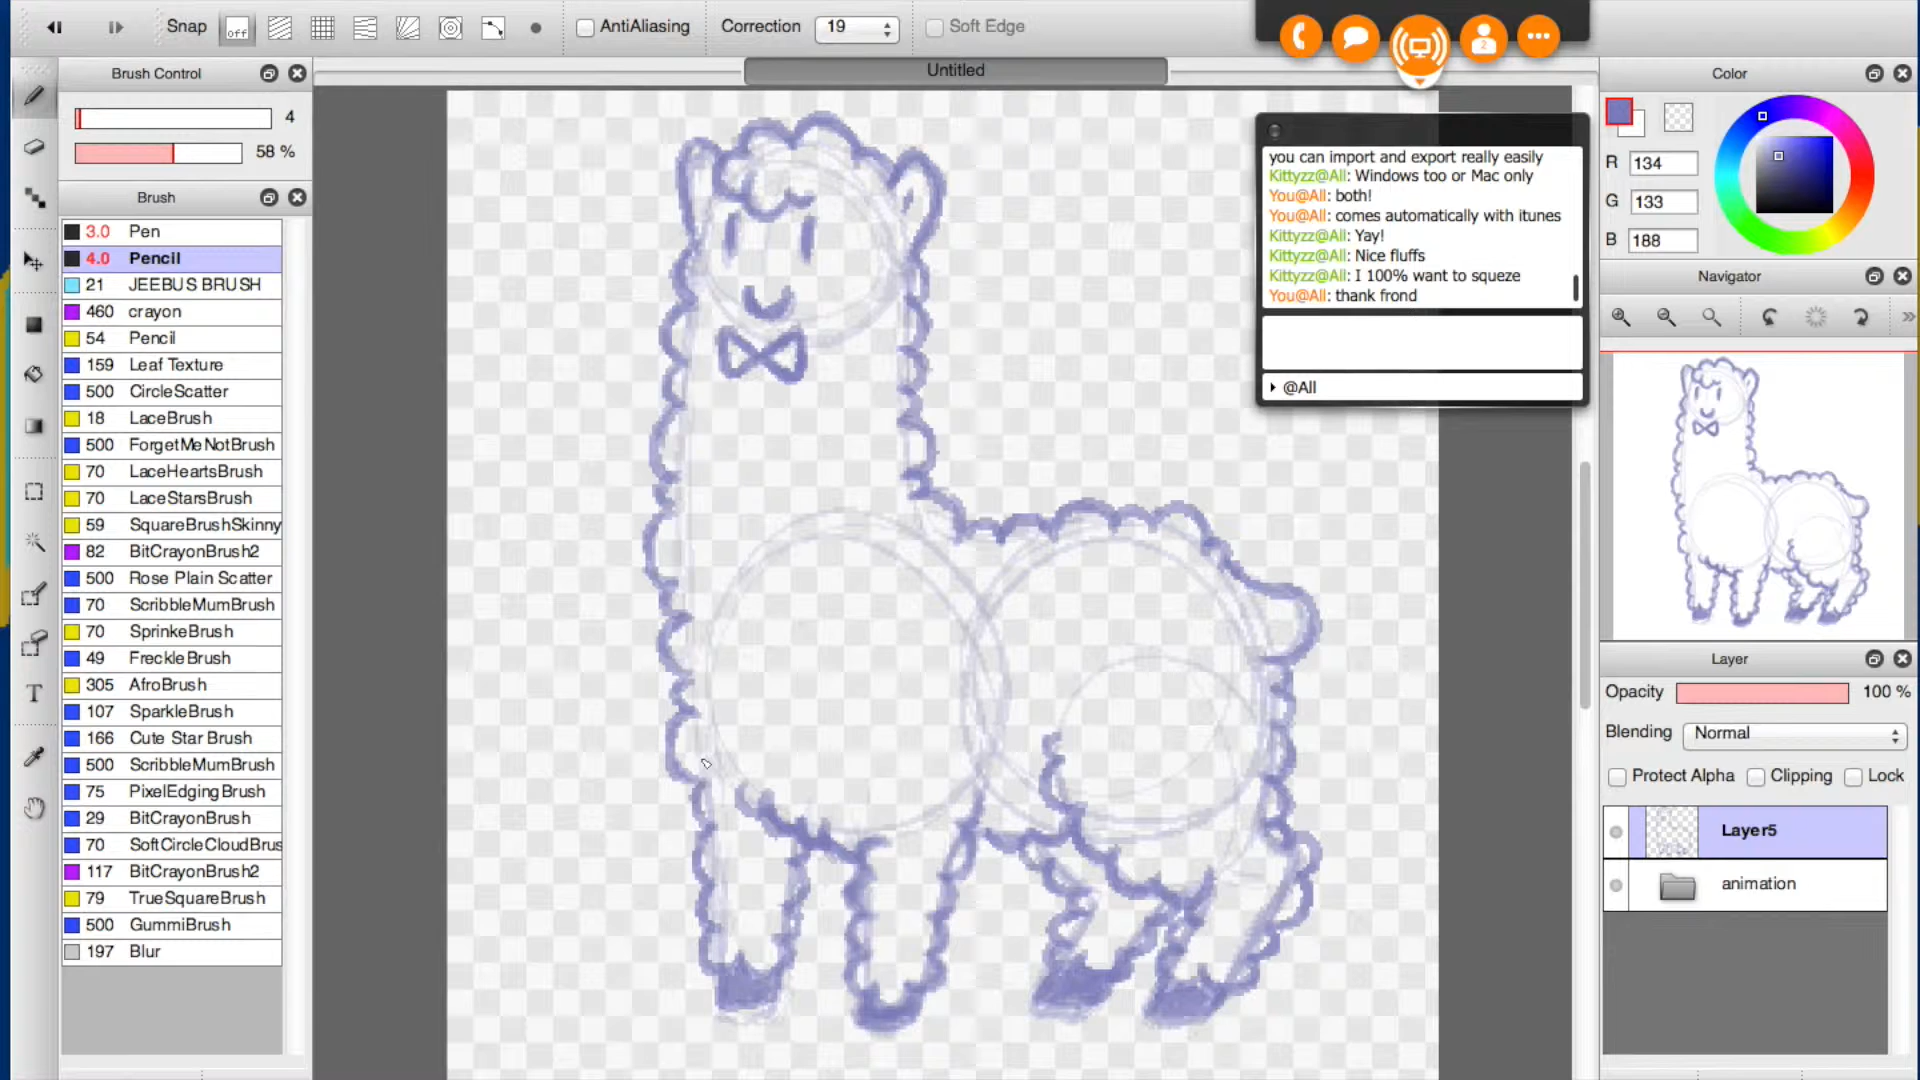 Snap
off
AntiAliasing
Correction
19
Soft Edge
2
Untitled
Brush Control
4
58 %
Brush
3.0 Pen
4.0 Pencil
21 JEEBUS BRUSH
460 crayon
54 Pencil
159 Leaf Texture
500 CircleScatter
18 LaceBrush
500 ForgetMeNotBrush
70 LaceHeartsBrush
70 LaceStarsBrush
59 SquareBrushSkinny
82 BitCrayonBrush2
500 Rose Plain Scatter
70 ScribbleMumBrush
70 SprinkeBrush
49 FreckleBrush
305 AfroBrush
107 SparkleBrush
166 Cute Star Brush
500 ScribbleMumBrush
75 PixelEdgingBrush
29 BitCrayonBrush
70 SoftCircleCloudBrus
117 BitCrayonBrush2
79 TrueSquareBrush
500 GummiBrush
197 Blur
T
you can import and export really easily
Kittyzz@All: Windows too or Mac only
You@All: both!
You@All: comes automatically with itunes
Kittyzz@All: Yay!
Kittyzz@All: Nice fluffs
Kittyzz@All: I 100% want to squeze
You@All: thank frond
@All
Color
R 134
G 133
B 188
Navigator
Layer
Opacity 100 %
Blending Normal
Protect Alpha Clipping Lock
Layer5
animation